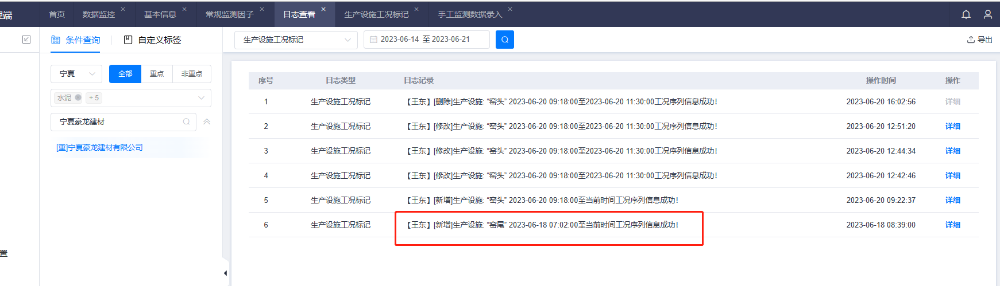 理端 首页 数据监控 基本信息 常规监测因子 日志查看 生产设施工况标记 手工监测数据录入
条件查询 自定义标签 生产设施工况标记 2023-06-14 至 2023-06-21 导出
宁夏 全部 重点 非重点
水泥 + 5
宁夏豪龙建材
[重]宁夏豪龙建材有限公司
置
序号 日志类型 日志记录 操作时间 操作
1 生产设施工况标记 【王东】[删除]生产设施: “窑头” 2023-06-20 09:18:00至2023-06-20 11:30:00工况序列信息成功! 2023-06-20 16:02:56 详细
2 生产设施工况标记 【王东】[修改]生产设施: “窑头” 2023-06-20 09:18:00至2023-06-20 11:30:00工况序列信息成功! 2023-06-20 12:51:20 详细
3 生产设施工况标记 【王东】[修改]生产设施: “窑头” 2023-06-20 09:18:00至2023-06-20 11:30:00工况序列信息成功! 2023-06-20 12:44:34 详细
4 生产设施工况标记 【王东】[修改]生产设施: “窑头” 2023-06-20 09:18:00至2023-06-20 11:30:00工况序列信息成功! 2023-06-20 12:42:46 详细
5 生产设施工况标记 【王东】[新增]生产设施: “窑头” 2023-06-20 09:18:00至当前时间工况序列信息成功! 2023-06-20 09:22:37 详细
6 生产设施工况标记 【王东】[新增]生产设施: “窑尾” 2023-06-18 07:02:00至当前时间工况序列信息成功! 2023-06-18 08:39:00 详细